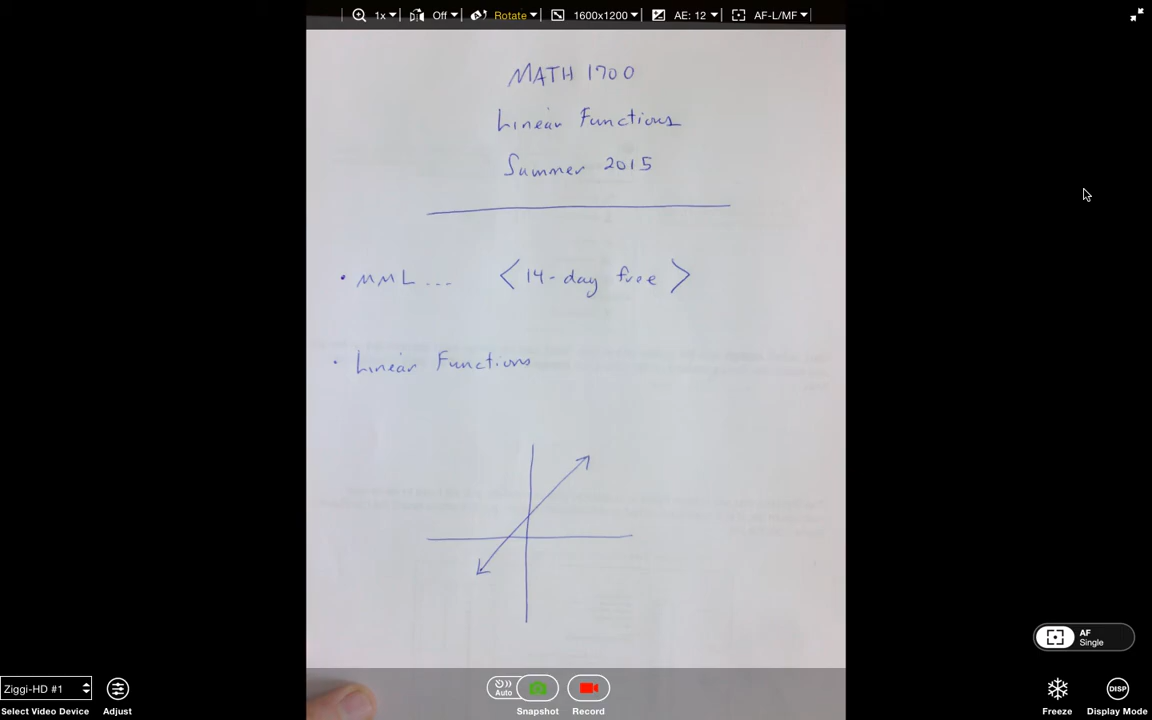 1x Off Rotate 1600x1200 AE: 12 AF-L/MF
MATH 1700
Linear Functions
Summer 2015
• MML... <14-day free>
• Linear Functions
AF
Single
Ziggi-HD #1
Select Video Device
Adjust
Auto
Snapshot
Record
Freeze
DISP
Display Mode